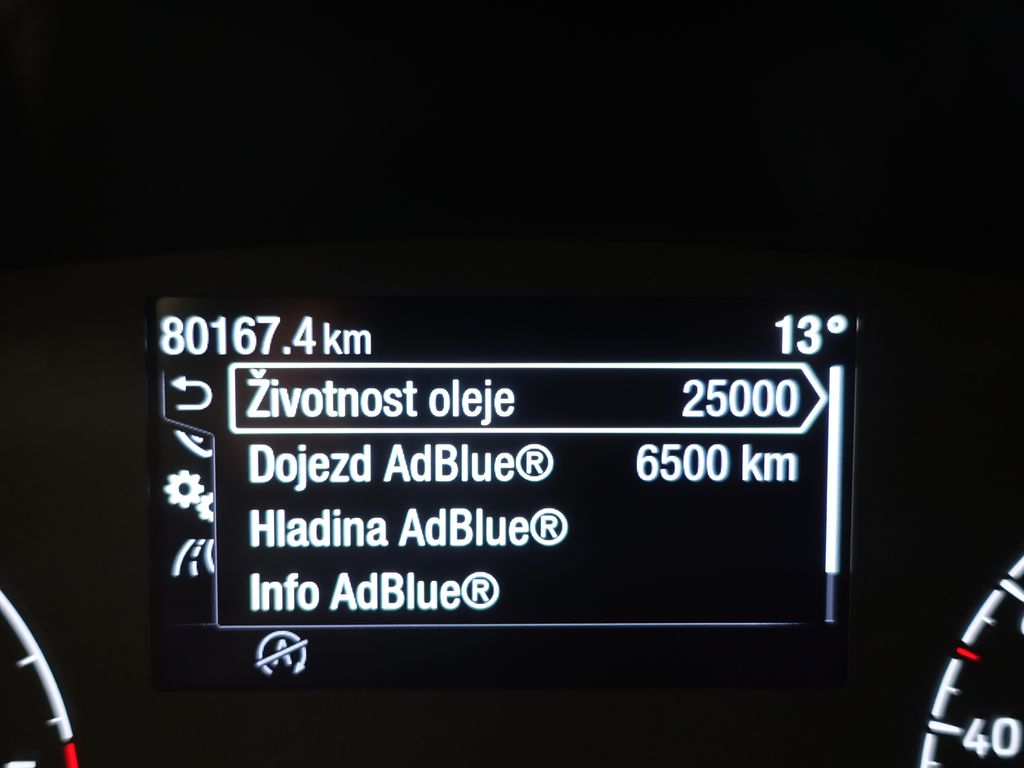 80167.4 km 13°
Životnost oleje 25000
Dojezd AdBlue® 6500 km
Hladina AdBlue®
Info AdBlue®
A
40